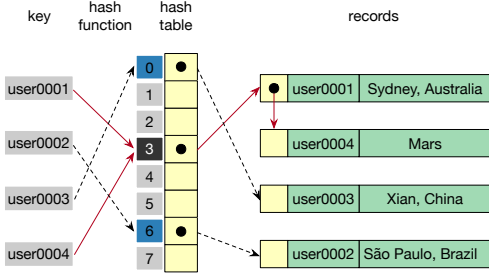 key
hash
function
hash
table
records
user0001
user0002
user0003
user0004
0
1
2
3
4
5
6
7
user0001 Sydney, Australia
user0004 Mars
user0003 Xian, China
user0002 São Paulo, Brazil